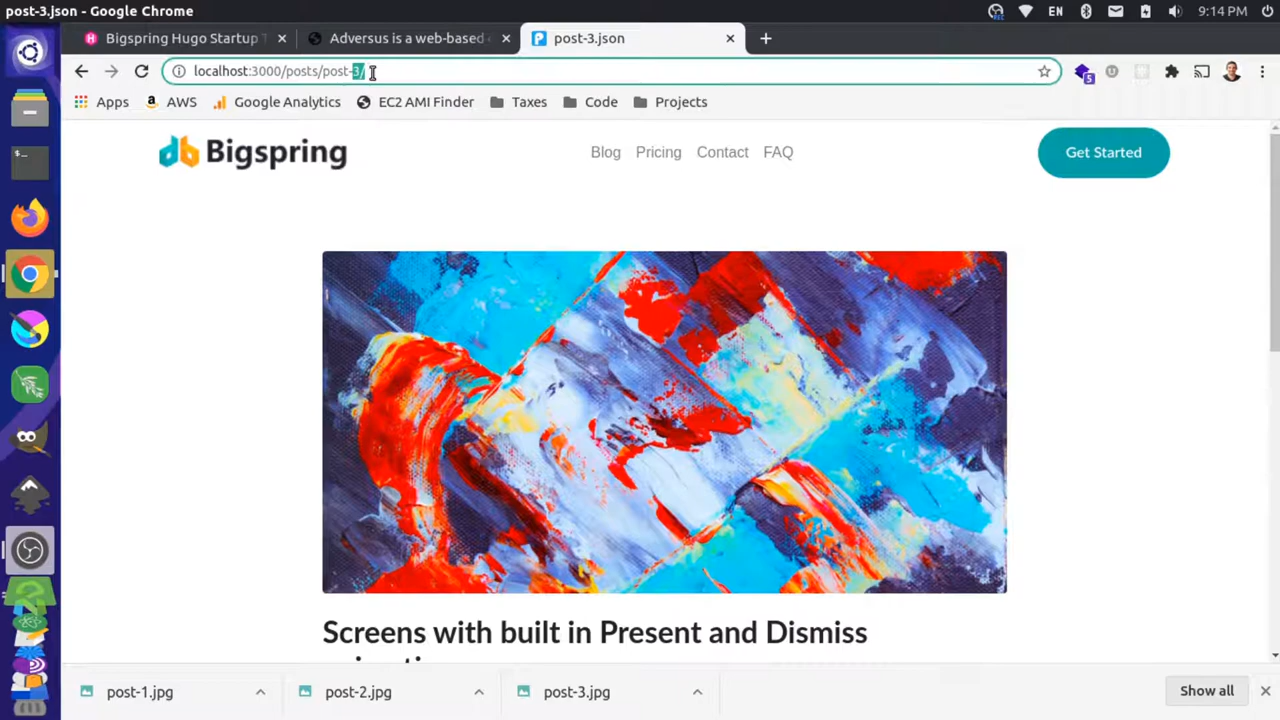 post-3.json - Google Chrome
EN
9:14 PM
Bigspring Hugo Startup T
Adversus is a web-based
post-3.json
localhost:3000/posts/post-3/
5
Apps
AWS
Google Analytics
EC2 AMI Finder
Taxes
Code
Projects
Bigspring
Blog
Pricing
Contact
FAQ
Get Started
Screens with built in Present and Dismiss
post-1.jpg
post-2.jpg
post-3.jpg
Show all